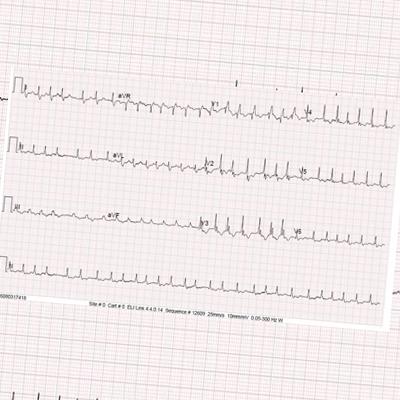 aVR V1 V4
II aVL V2 V5
III aVF V3 V6
II
Site # 0 Cart # 0 ELI Link 4.4.0.14 Sequence # 12609 25mm/s 10mm/mV 0.05-300 Hz W